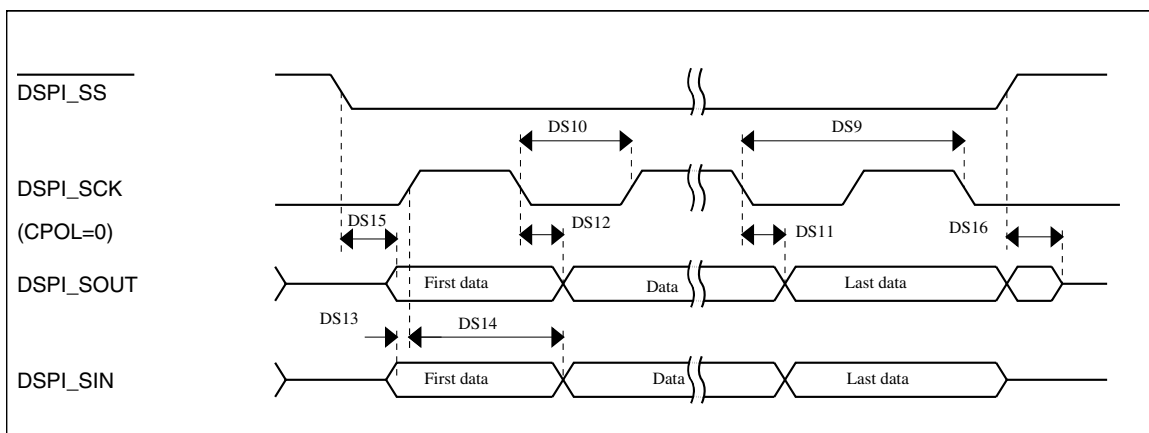 DSPI_SS
DS10
DS9
DSPI_SCK
DS15
DS12
DS11
DS16
(CPOL=0)
DSPI_SOUT
First data
Data
Last data
DS13
DS14
DSPI_SIN
First data
Data
Last data